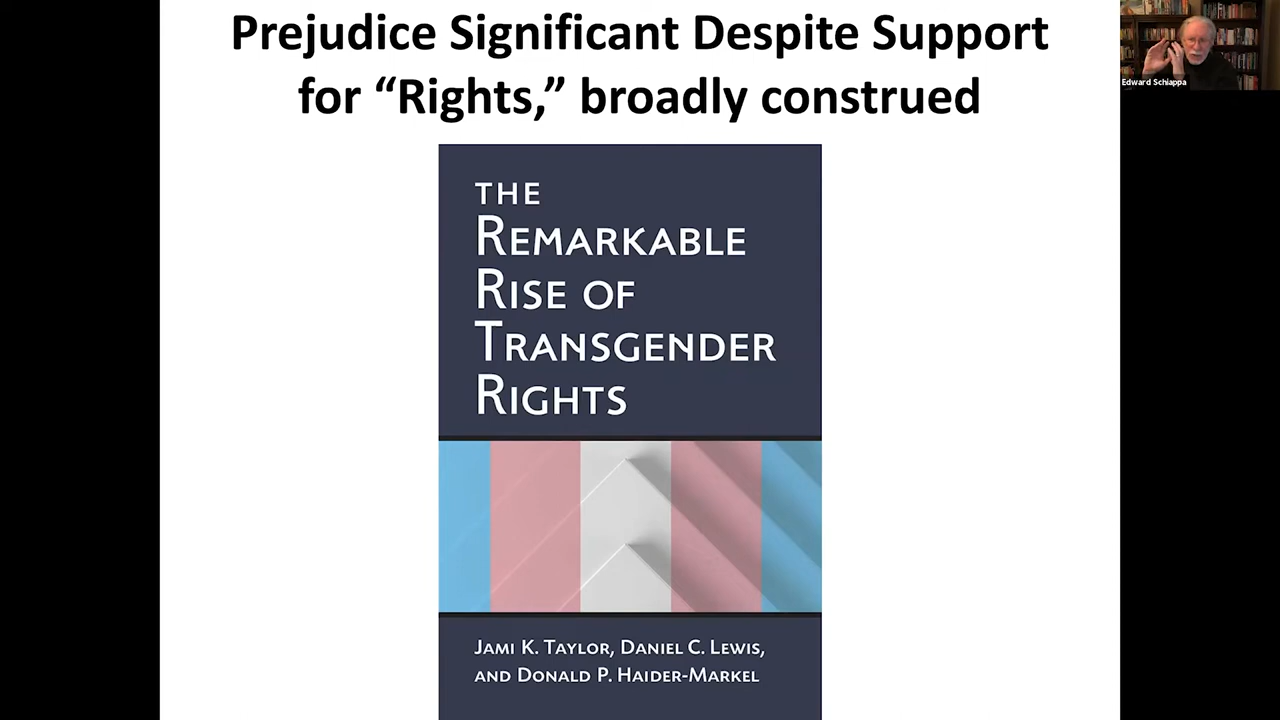 Prejudice Significant Despite Support
for “Rights,” broadly construed
Edward Schiappa
THE
REMARKABLE
RISE OF
TRANSGENDER
RIGHTS
JAMI K. TAYLOR, DANIEL C. LEWIS,
AND DONALD P. HAIDER-MARKEL